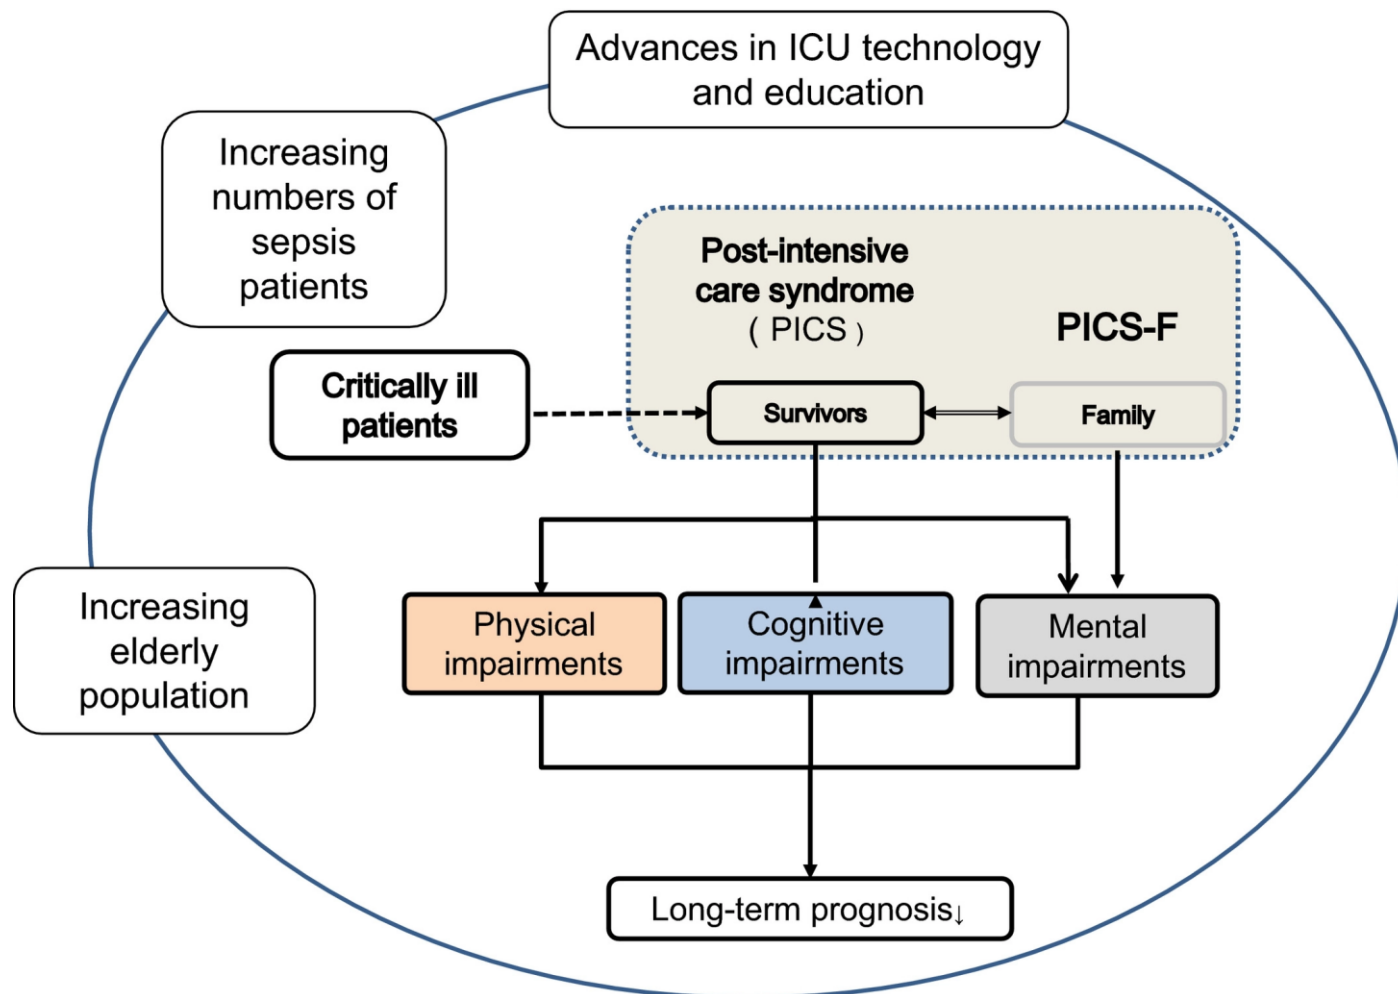 Advances in ICU technology
and education
Increasing
numbers of
sepsis
patients
Post-intensive
care syndrome
( PICS )
PICS-F
Critically ill
patients
Survivors
Family
Increasing
elderly
population
Physical
impairments
Cognitive
impairments
Mental
impairments
Long-term prognosis↓